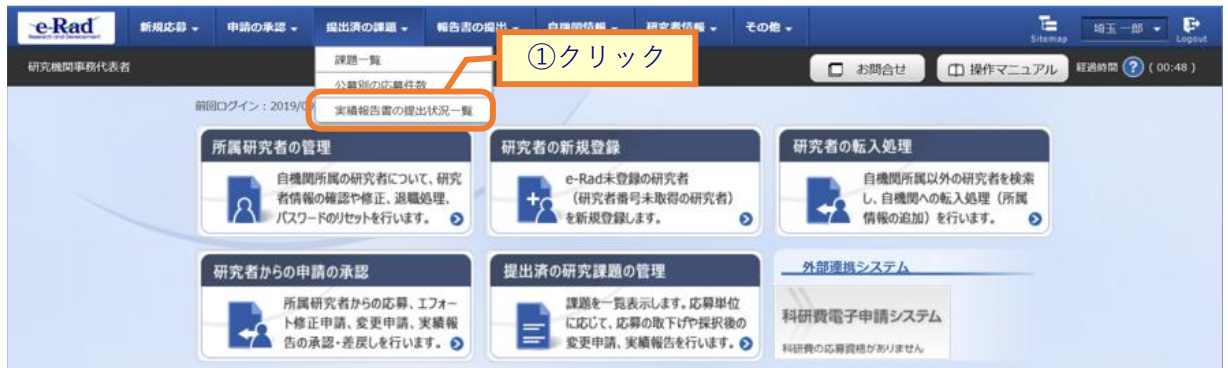 e-Rad
Research and Development
新規応募
申請の承認
提出済の課題
報告書の提出
自機関情報
研究者情報
その他
Sitemap
埼玉 一郎
Logout
研究機関事務代表者
お問合せ
操作マニュアル
経過時間 ? ( 00:48 )
課題一覧
公募別の応募件数
実績報告書の提出状況一覧
①クリック
前回ログイン:2019/0
所属研究者の管理
自機関所属の研究者について、研究
者情報の確認や修正、退職処理、
パスワードのリセットを行います。
研究者の新規登録
e-Rad未登録の研究者
(研究者番号未取得の研究者)
を新規登録します。
研究者の転入処理
自機関所属以外の研究者を検索
し、自機関への転入処理(所属
情報の追加)を行います。
研究者からの申請の承認
所属研究者からの応募、エフォー
ト修正申請、変更申請、実績報
告の承認・差戻しを行います。
提出済の研究課題の管理
課題を一覧表示します。応募単位
に応じて、応募の取下げや採択後の
変更申請、実績報告を行います。
外部連携システム
科研費電子申請システム
科研費の応募資格がありません